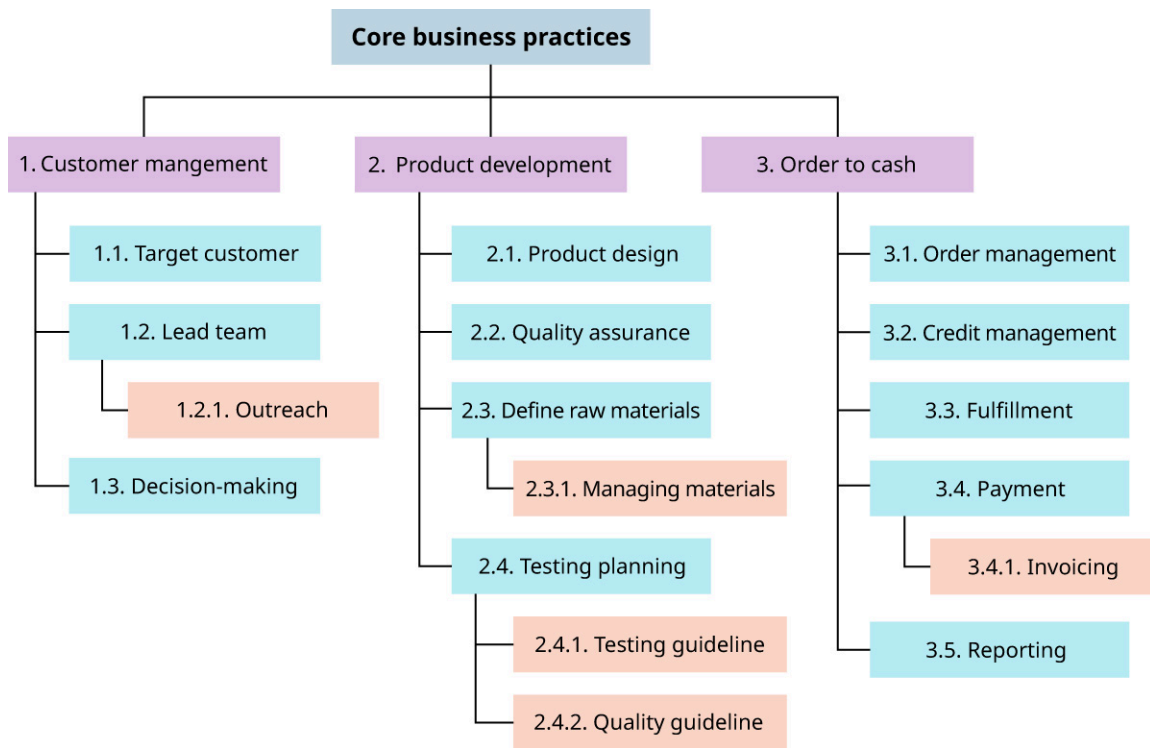 Core business practices
1. Customer mangement
1.1. Target customer
1.2. Lead team
1.2.1. Outreach
1.3. Decision-making
2. Product development
2.1. Product design
2.2. Quality assurance
2.3. Define raw materials
2.3.1. Managing materials
2.4. Testing planning
2.4.1. Testing guideline
2.4.2. Quality guideline
3. Order to cash
3.1. Order management
3.2. Credit management
3.3. Fulfillment
3.4. Payment
3.4.1. Invoicing
3.5. Reporting